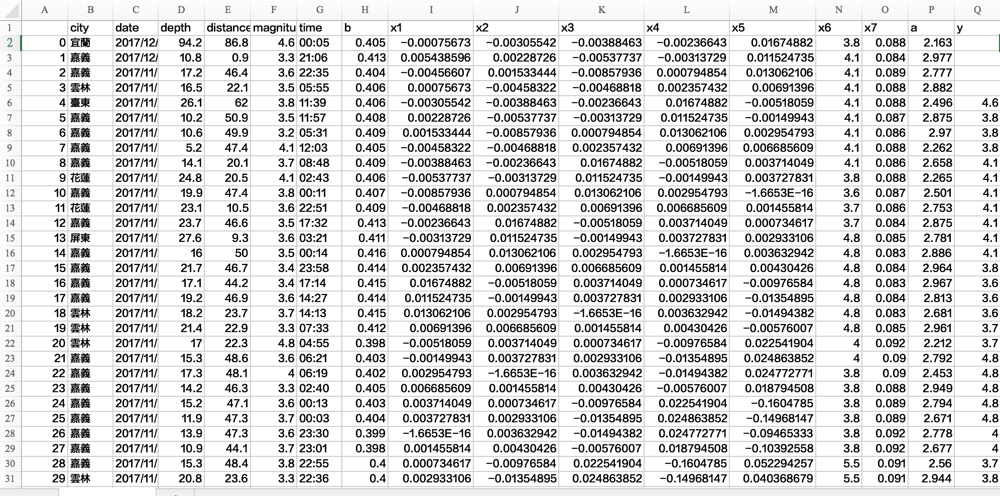 A B C D E F G H I J K L M N O P Q
1 city date depth distance magnitu time b x1 x2 x3 x4 x5 x6 x7 a y
2 0 宜蘭 2017/12/ 94.2 86.8 4.6 00:05 0.405 −0.00075673 −0.00305542 −0.00388463 −0.00236643 0.01674882 3.8 0.088 2.163
3 1 嘉義 2017/12/ 10.8 0.9 3.3 21:06 0.413 0.005438596 0.00228726 −0.00537737 −0.00313729 0.011524735 4.1 0.084 2.977
4 2 嘉義 2017/11/ 17.2 46.4 3.6 22:35 0.404 −0.00456607 0.001533444 −0.00857936 0.000794854 0.013062106 4.1 0.089 2.777
5 3 雲林 2017/11/ 16.5 22.1 3.5 05:55 0.406 0.00075673 −0.00458322 −0.00468818 0.002357432 0.00691396 4.1 0.088 2.882
6 4 臺東 2017/11/ 26.1 62 3.8 11:39 0.406 −0.00305542 −0.00388463 −0.00236643 0.01674882 −0.00518059 4.1 0.088 2.496 4.6
7 5 嘉義 2017/11/ 10.2 50.9 3.5 11:57 0.408 0.00228726 −0.00537737 −0.00313729 0.011524735 −0.00149943 4.1 0.087 2.875 3.8
8 6 嘉義 2017/11/ 10.6 49.9 3.2 05:31 0.409 0.001533444 −0.00857936 0.000794854 0.013062106 0.002954793 4.1 0.086 2.97 3.8
9 7 嘉義 2017/11/ 5.2 47.4 4.1 12:03 0.405 −0.00458322 −0.00468818 0.002357432 0.00691396 0.006685609 4.1 0.088 2.262 3.8
10 8 嘉義 2017/11/ 14.1 20.1 3.7 08:48 0.409 −0.00388463 −0.00236643 0.01674882 −0.00518059 0.003714049 4.1 0.086 2.658 4.1
11 9 花蓮 2017/11/ 24.8 20.5 4.1 02:43 0.406 −0.00537737 −0.00313729 0.011524735 −0.00149943 0.003727831 3.8 0.088 2.265 4.1
12 10 嘉義 2017/11/ 19.9 47.4 3.8 00:11 0.407 −0.00857936 0.000794854 0.013062106 0.002954793 −1.6653E−16 3.6 0.087 2.501 4.1
13 11 花蓮 2017/11/ 23.1 10.5 3.6 22:51 0.409 −0.00468818 0.002357432 0.00691396 0.006685609 0.001455814 3.7 0.086 2.753 4.1
14 12 嘉義 2017/11/ 23.7 46.6 3.5 17:32 0.413 −0.00236643 0.01674882 −0.00518059 0.003714049 0.000734617 3.7 0.084 2.875 4.1
15 13 屏東 2017/11/ 27.6 9.3 3.6 03:21 0.411 −0.00313729 0.011524735 −0.00149943 0.003727831 0.002933106 4.8 0.085 2.781 4.1
16 14 嘉義 2017/11/ 16 50 3.5 00:14 0.416 0.000794854 0.013062106 0.002954793 −1.6653E−16 0.003632942 4.8 0.083 2.886 4.1
17 15 嘉義 2017/11/ 21.7 46.7 3.4 23:58 0.414 0.002357432 0.00691396 0.006685609 0.001455814 0.00430426 4.8 0.084 2.964 3.8
18 16 嘉義 2017/11/ 17.1 44.2 3.4 17:14 0.415 0.01674882 −0.00518059 0.003714049 0.000734617 −0.00976584 4.8 0.083 2.967 3.6
19 17 嘉義 2017/11/ 19.2 46.9 3.6 14:27 0.414 0.011524735 −0.00149943 0.003727831 0.002933106 −0.01354895 4.8 0.084 2.813 3.6
20 18 雲林 2017/11/ 18.2 23.7 3.7 14:13 0.415 0.013062106 0.002954793 −1.6653E−16 0.003632942 −0.01494382 4.8 0.083 2.681 3.6
21 19 雲林 2017/11/ 21.4 22.9 3.3 07:33 0.412 0.00691396 0.006685609 0.001455814 0.00430426 −0.00576007 4.8 0.085 2.961 3.7
22 20 雲林 2017/11/ 17 22.3 4.8 04:55 0.398 −0.00518059 0.003714049 0.000734617 −0.00976584 0.022541904 4 0.092 2.212 3.7
23 21 嘉義 2017/11/ 15.3 48.6 3.6 06:21 0.403 −0.00149943 0.003727831 0.002933106 −0.01354895 0.024863852 4 0.09 2.792 4.8
24 22 嘉義 2017/11/ 17.3 48.1 4 06:19 0.402 0.002954793 −1.6653E−16 0.003632942 −0.01494382 0.024772771 3.8 0.09 2.453 4.8
25 23 嘉義 2017/11/ 14.2 46.3 3.3 02:40 0.405 0.006685609 0.001455814 0.00430426 −0.00576007 0.018794508 3.8 0.088 2.949 4.8
26 24 嘉義 2017/11/ 15.2 47.1 3.6 00:13 0.403 0.003714049 0.000734617 −0.00976584 0.022541904 −0.1604785 3.8 0.089 2.794 4.8
27 25 嘉義 2017/11/ 11.9 47.3 3.7 00:03 0.404 0.003727831 0.002933106 −0.01354895 0.024863852 −0.14968147 3.8 0.089 2.671 4.8
28 26 嘉義 2017/11/ 13.9 47.3 3.6 23:30 0.399 −1.6653E−16 0.003632942 −0.01494382 0.024772771 −0.09465333 3.8 0.092 2.778 4
29 27 嘉義 2017/11/ 10.9 44.1 3.7 23:01 0.398 0.001455814 0.00430426 −0.00576007 0.018794508 −0.10392558 3.8 0.092 2.677 4
30 28 嘉義 2017/11/ 15.3 48.4 3.8 22:55 0.4 0.000734617 −0.00976584 0.022541904 −0.1604785 0.052294257 5.5 0.091 2.56 3.7
31 29 雲林 2017/11/ 20.8 23.6 3.3 22:36 0.4 0.002933106 −0.01354895 0.024863852 −0.14968147 0.040368679 5.5 0.091 2.944 3.8